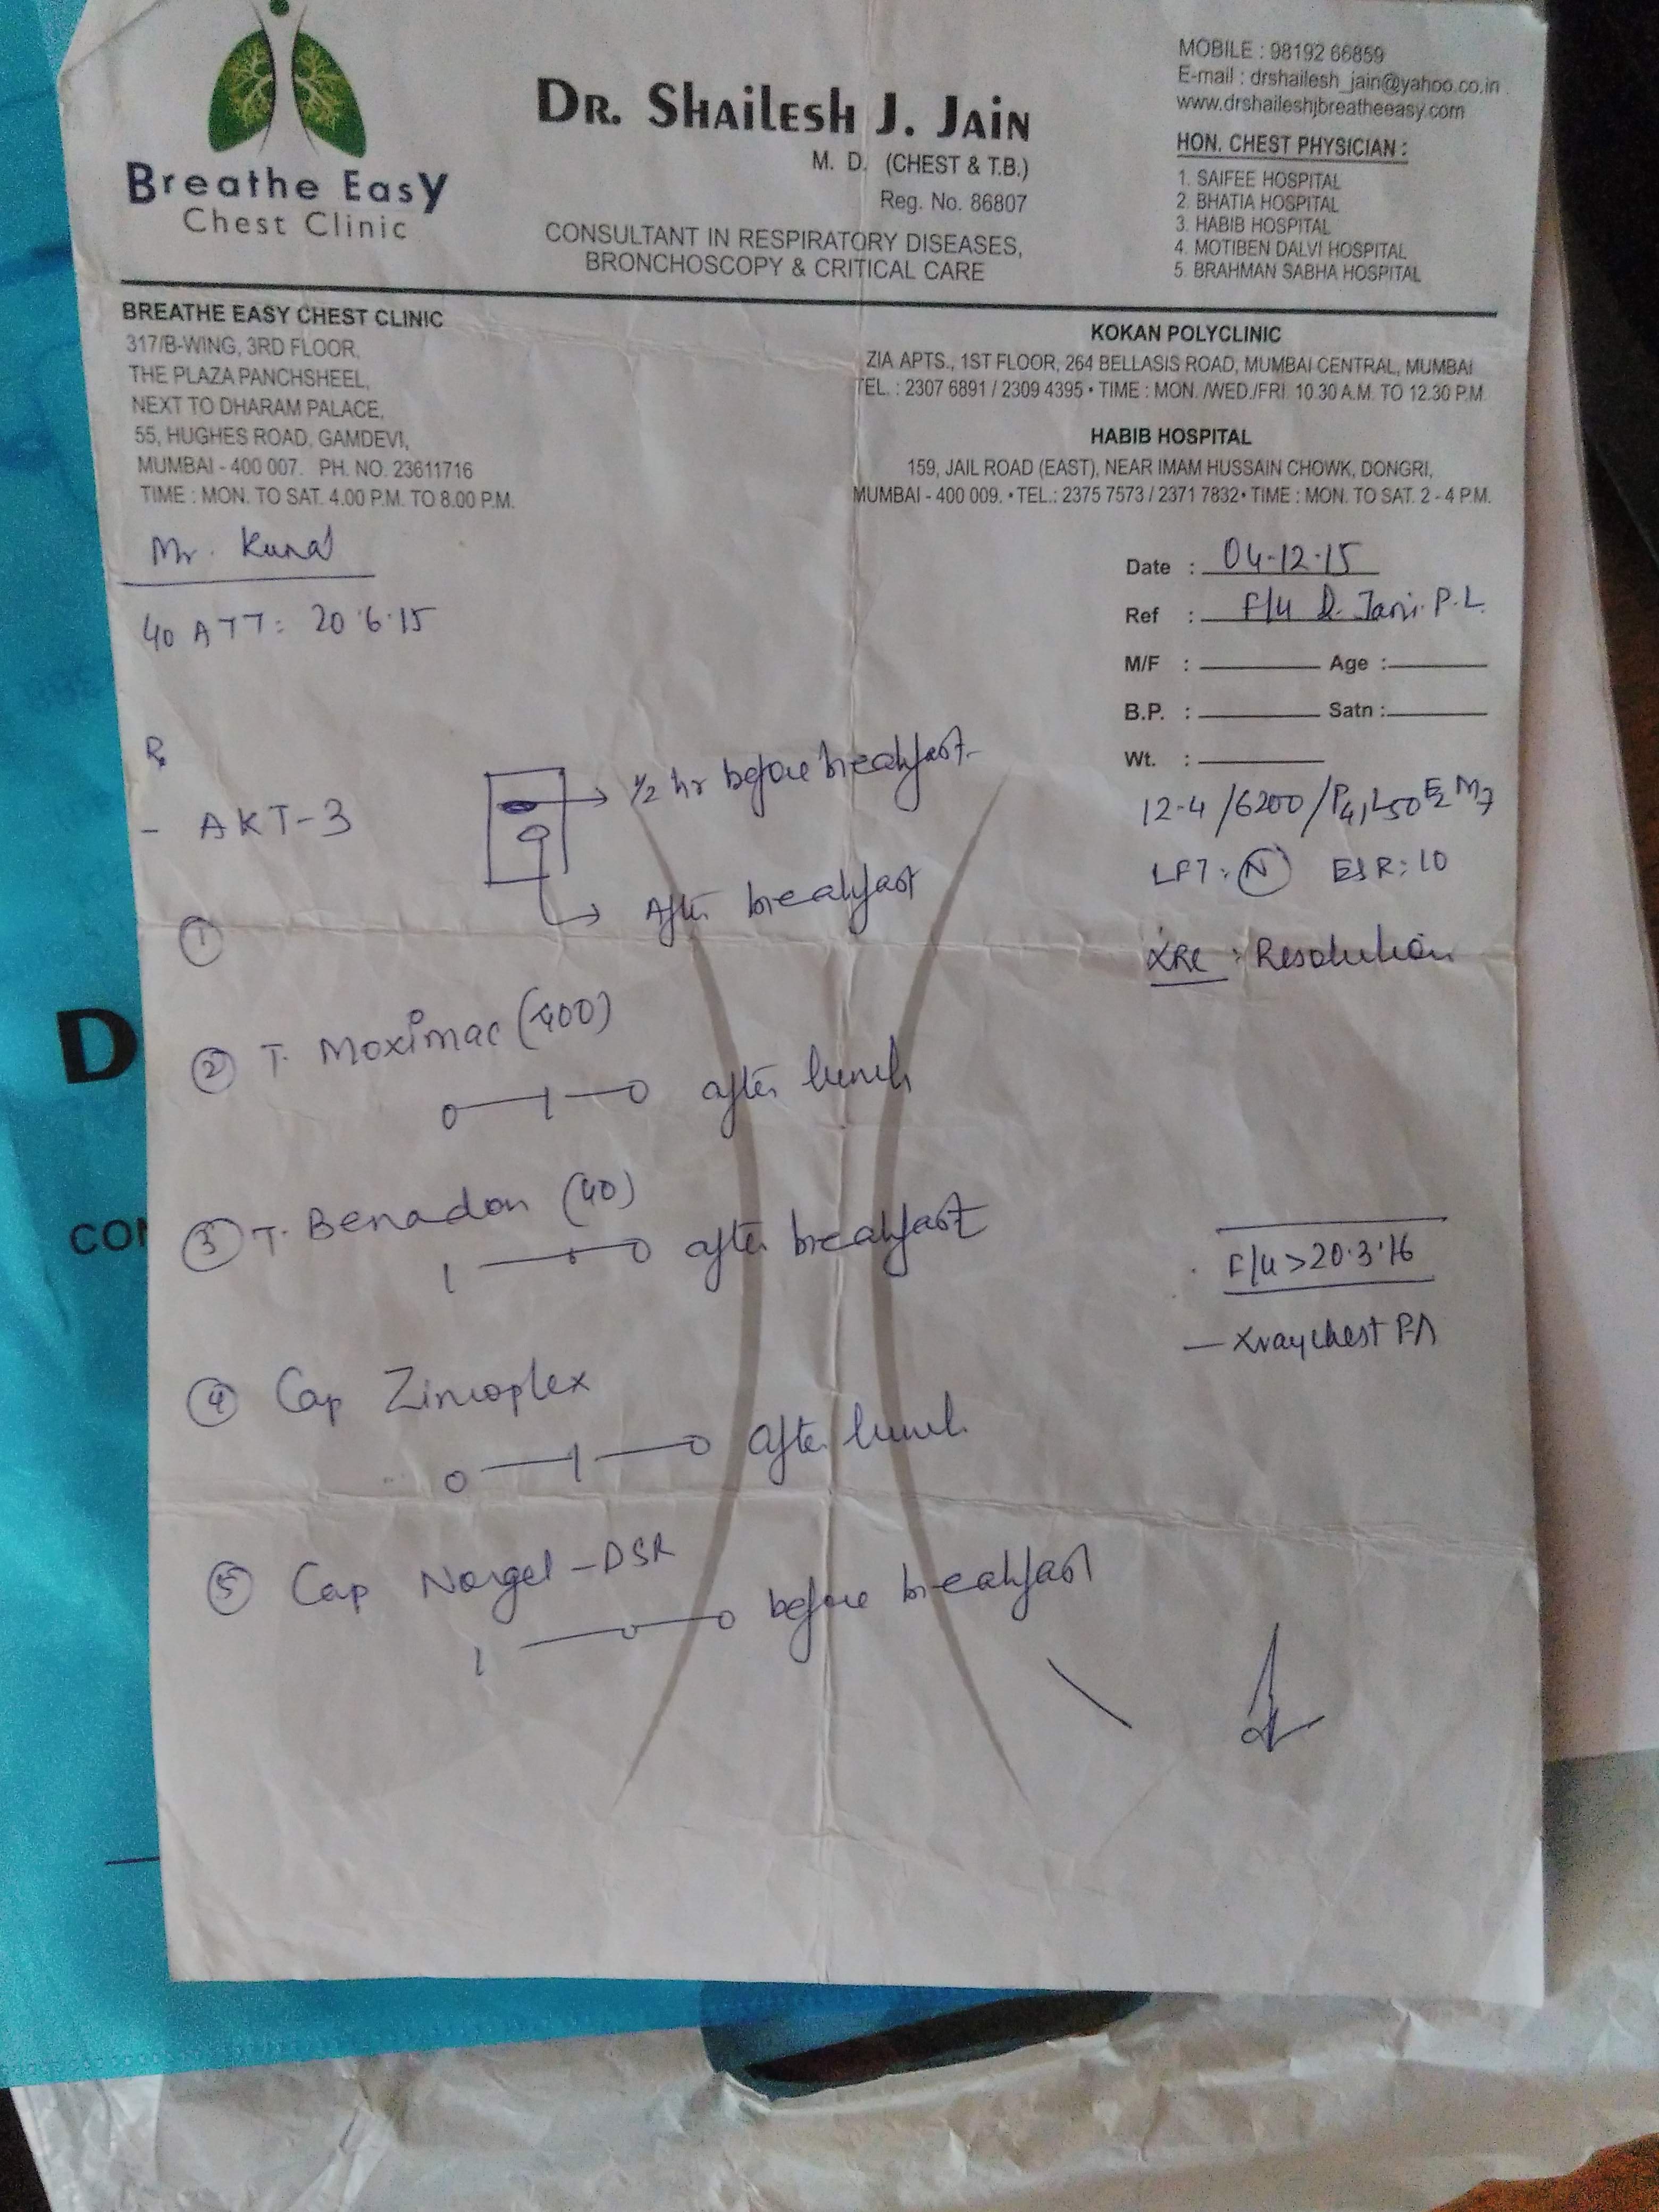 Breathe Easy
Chest Clinic
DR. SHAILESH J. JAIN
M. D. (CHEST & T.B.)
Reg. No. 86807
CONSULTANT IN RESPIRATORY DISEASES,
BRONCHOSCOPY & CRITICAL CARE
MOBILE : 98192 66859
E-mail : drshailesh_jain@yahoo.co.in
www.drshaileshjbreatheeasy.com
HON. CHEST PHYSICIAN :
1. SAIFEE HOSPITAL
2. BHATIA HOSPITAL
3. HABIB HOSPITAL
4. MOTIBEN DALVI HOSPITAL
5. BRAHMAN SABHA HOSPITAL
BREATHE EASY CHEST CLINIC
317/B-WING, 3RD FLOOR,
THE PLAZA PANCHSHEEL,
NEXT TO DHARAM PALACE,
55, HUGHES ROAD, GAMDEVI,
MUMBAI - 400 007. PH. NO. 23611716
TIME : MON. TO SAT. 4.00 P.M. TO 8.00 P.M.
KOKAN POLYCLINIC
ZIA APTS., 1ST FLOOR, 264 BELLASIS ROAD, MUMBAI CENTRAL, MUMBAI
TEL. : 2307 6891 / 2309 4395 • TIME : MON. /WED./FRI. 10.30 A.M. TO 12.30 P.M.
HABIB HOSPITAL
159, JAIL ROAD (EAST), NEAR IMAM HUSSAIN CHOWK, DONGRI,
MUMBAI - 400 009. • TEL.: 2375 7573 / 2371 7832 • TIME : MON. TO SAT. 2 - 4 P.M.
Mr. Kunal
ATT: 20.6.15
Date : 04-12-15
Ref : F/u Dr. Jani P.L.
M/F : Age :
B.P. : Satn :
Wt. :
12.4 /6200 / L50 E2 M7
LFT: N ESR: 10
: Resolution
Rx
- AKT-3
1/2 hr before breakfast
After breakfast
1
2 T. Moximac (400)
0 — 1 — 0 after lunch
3 T. Benadon (40)
1 — 0 — 0 after breakfast
4 Cap Zincoplex
0 — 1 — 0 after lunch
5 Cap Norgel-DSR
1 — 0 — 0 before breakfast
F/u > 20.3.16
— Xray chest PA
D
CON